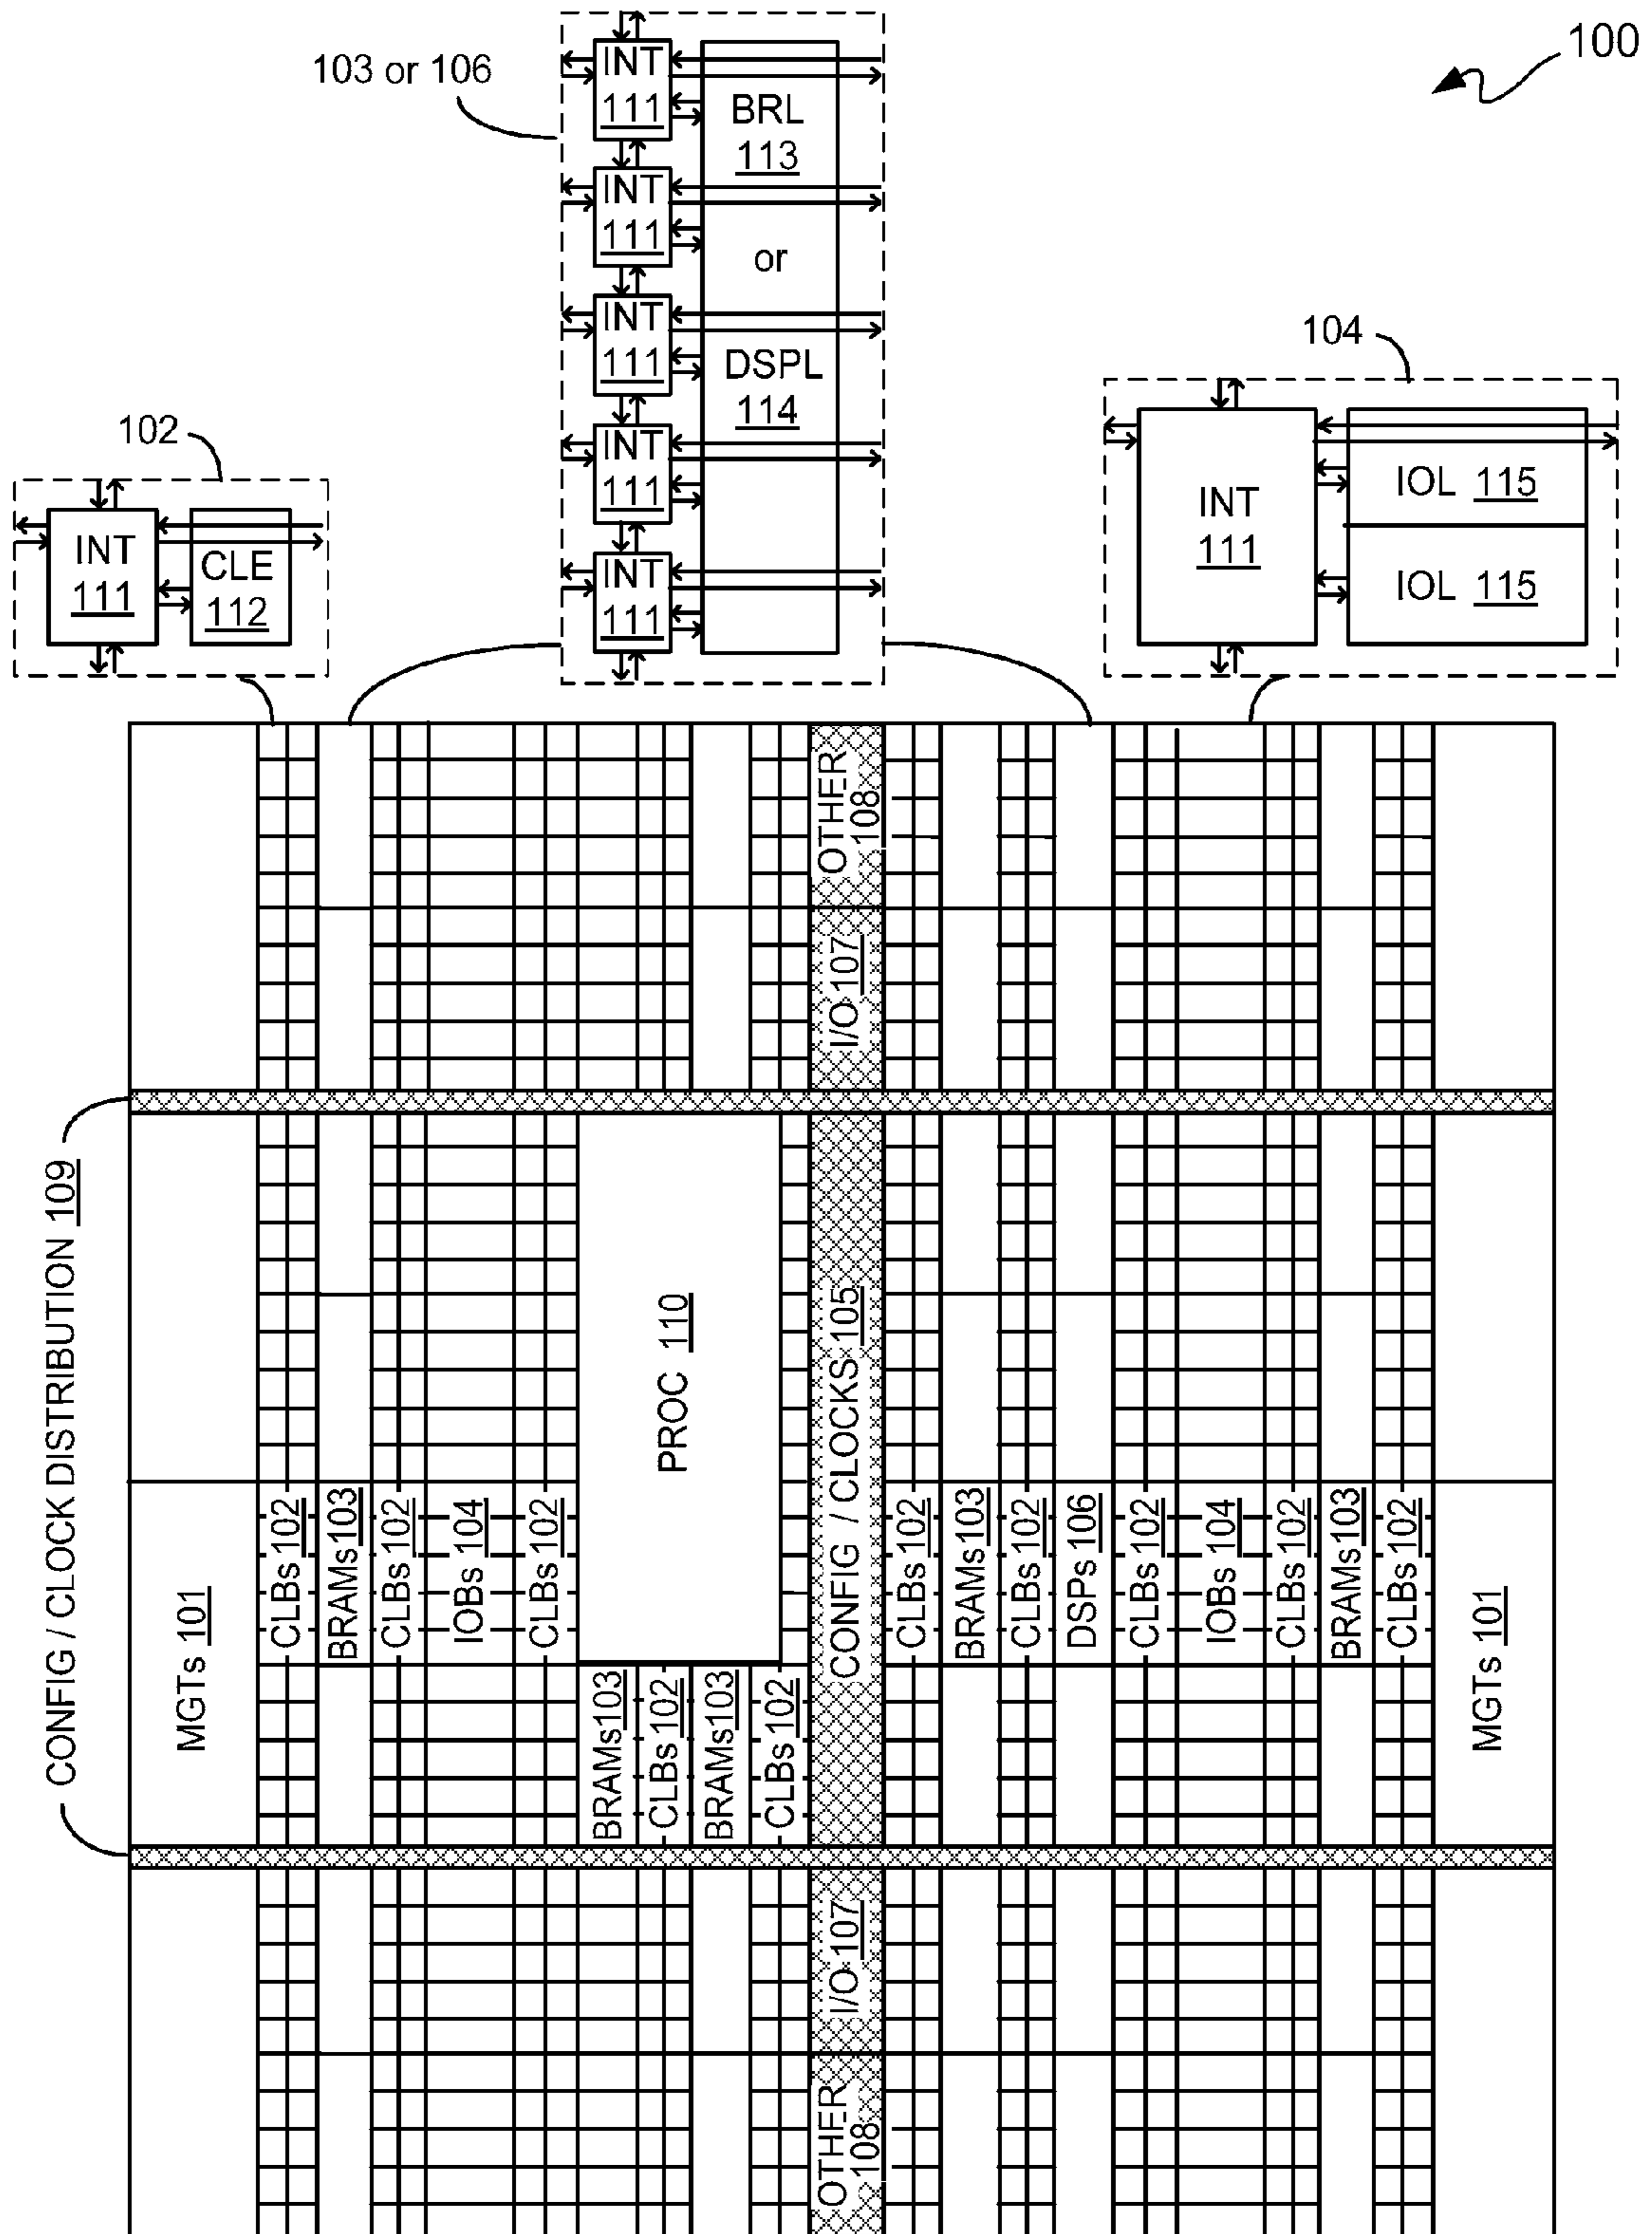 100
103 or 106
INT
111
INT
111
INT
111
INT
111
INT
111
BRL
113
or
DSPL
114
104
INT
111
IOL 115
IOL 115
102
INT
111
CLE
112
OTHER
108
I/O 107
CONFIG / CLOCK DISTRIBUTION 109
PROC 110
CONFIG / CLOCKS 105
MGTs 101
CLBs 102
BRAMs 103
CLBs 102
IOBs 104
CLBs 102
BRAMs 103
CLBs 102
BRAMs 103
CLBs 102
CLBs 102
BRAMs 103
CLBs 102
DSPs 106
CLBs 102
IOBs 104
CLBs 102
BRAMs 103
CLBs 102
MGTs 101
I/O 107
OTHER
108